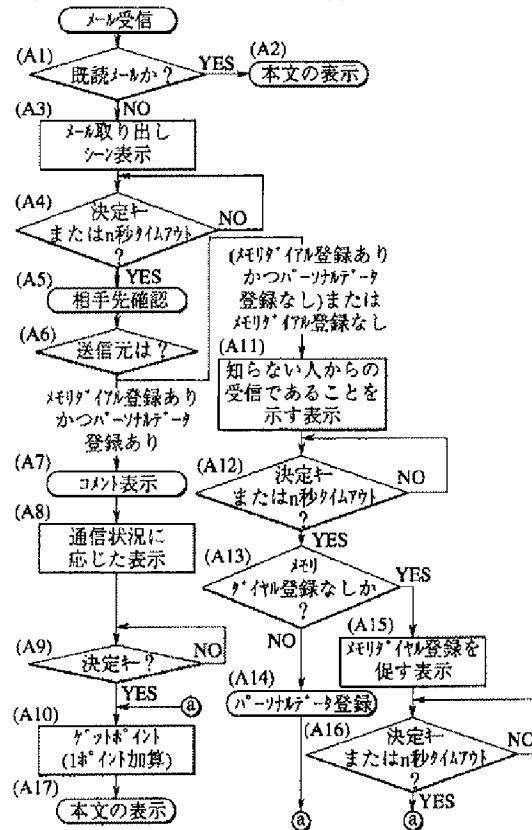 メール受信
(A1)
既読メールか?
YES
(A2)
本文の表示
NO
(A3)
メール取り出し
シーン表示
(A4)
決定キー
またはn秒タイムアウト
?
NO
YES
(A5)
相手先確認
(A6)
送信元は?
メモリダイアル登録あり
かつパーソナルデータ
登録あり
(A7)
コメント表示
(A8)
通信状況に
応じた表示
(A9)
決定キー?
NO
YES
ⓐ
(A10)
ゲットポイント
(1ポイント加算)
(A17)
本文の表示
(メモリダイアル登録あり
かつパーソナルデータ
登録なし)または
メモリダイアル登録なし
(A11)
知らない人からの
受信であることを
示す表示
(A12)
決定キー
またはn秒タイムアウト
?
NO
YES
(A13)
メモリ
ダイヤル登録なしか
?
YES
NO
(A14)
パーソナルデータ登録
(A15)
メモリダイヤル登録を
促す表示
(A16)
決定キー
またはn秒タイムアウト
?
NO
YES
ⓐ
ⓐ